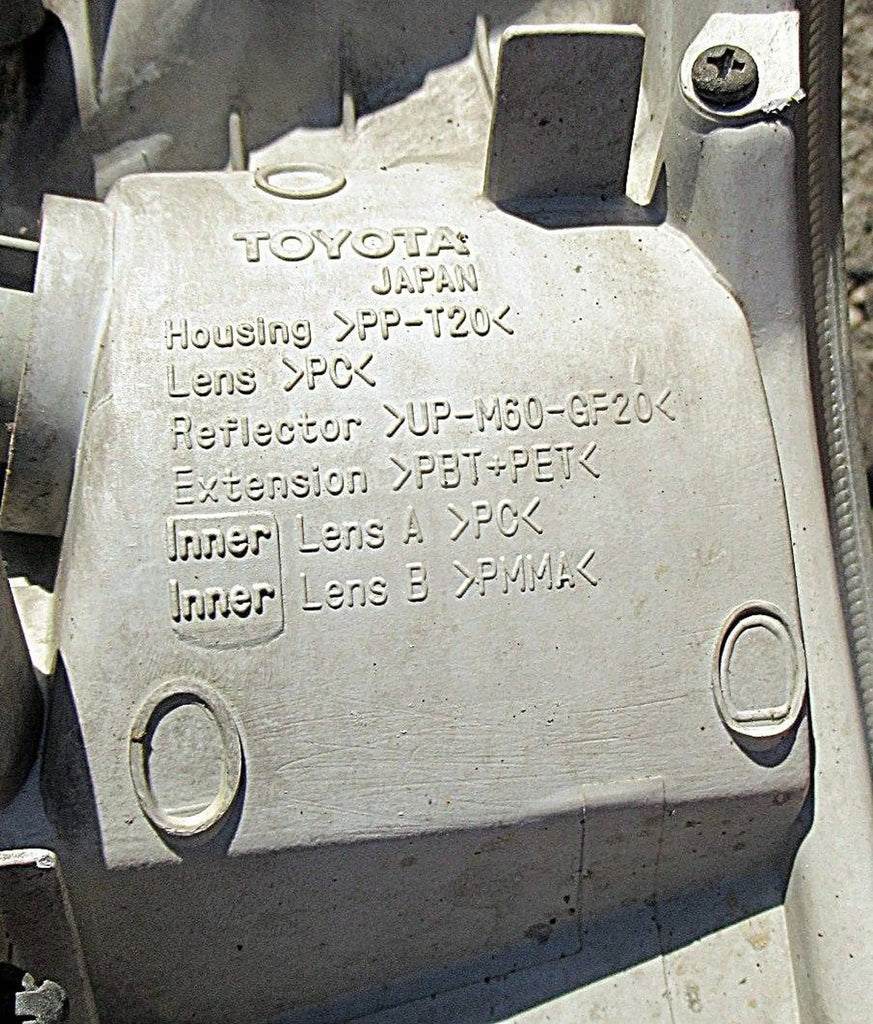 TOYOTA
JAPAN
Housing >PP-T20<
Lens >PC<
Reflector >UP-M60-GF20<
Extension >PBT+PET<
Inner Lens A >PC<
Inner Lens B >PMMA<